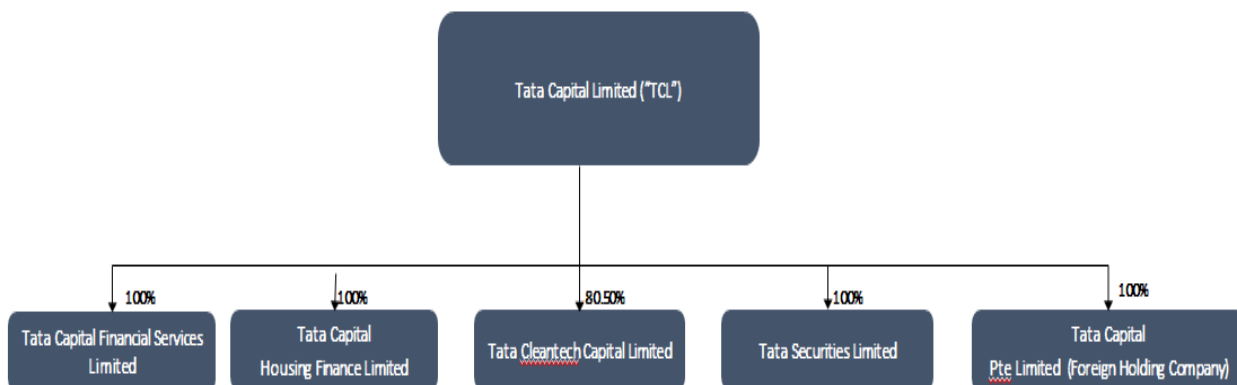 Tata Capital Limited ("TCL")
100%
100%
80.50%
100%
100%
Tata Capital Financial Services
Limited
Tata Capital
Housing Finance Limited
Tata Cleantech Capital Limited
Tata Securities Limited
Tata Capital
Pte Limited (Foreign Holding Company)